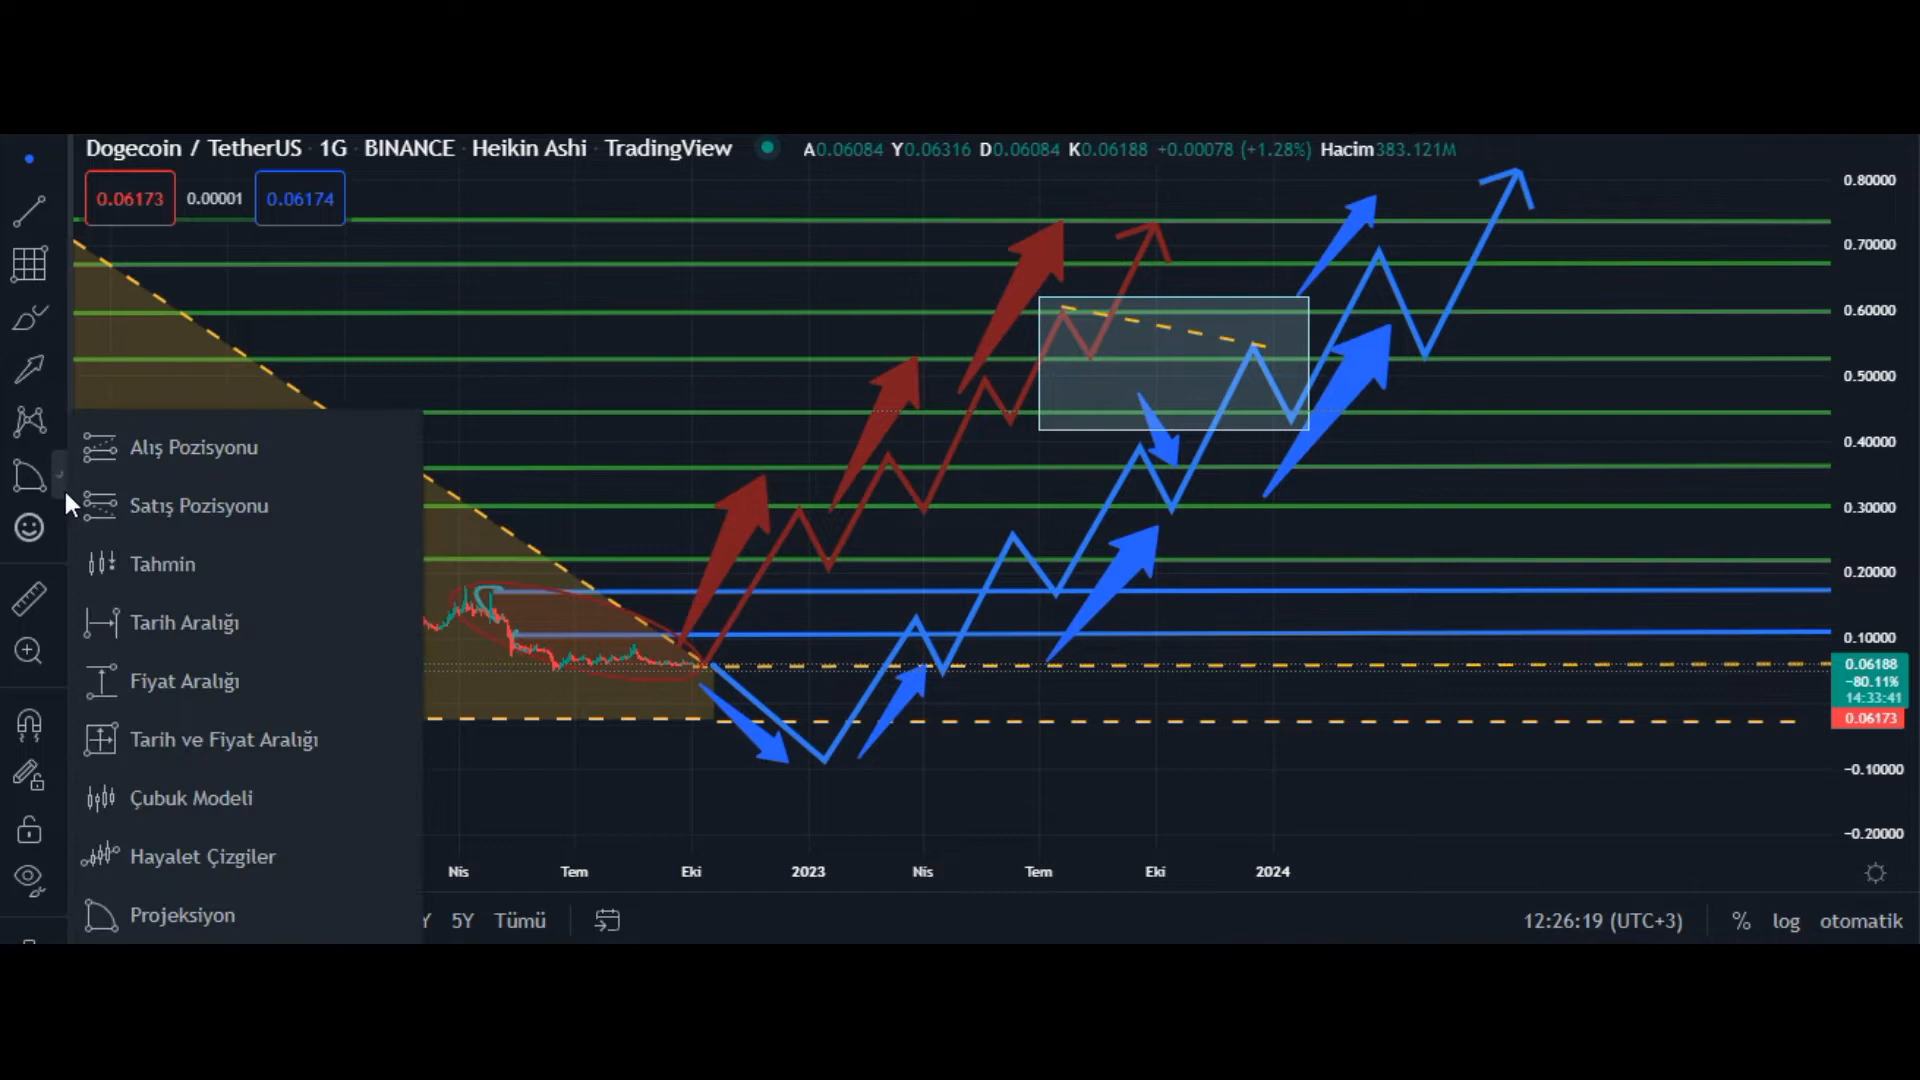 Dogecoin / TetherUS · 1G · BINANCE · Heikin Ashi · TradingView
A0.06084 Y0.06316 D0.06084 K0.06188 +0.00078 (+1.28%) Hacim383.121M
0.06173 0.00001 0.06174
0.80000
0.70000
0.60000
0.50000
0.40000
0.30000
0.20000
0.10000
0.06188
−80.11%
14:33:41
0.06173
−0.10000
−0.20000
Alış Pozisyonu
Satış Pozisyonu
Tahmin
Tarih Aralığı
Fiyat Aralığı
Tarih ve Fiyat Aralığı
Çubuk Modeli
Hayalet Çizgiler
Projeksiyon
Nis Tem Eki 2023 Nis Tem Eki 2024
Y 5Y Tümü
12:26:19 (UTC+3) % log otomatik